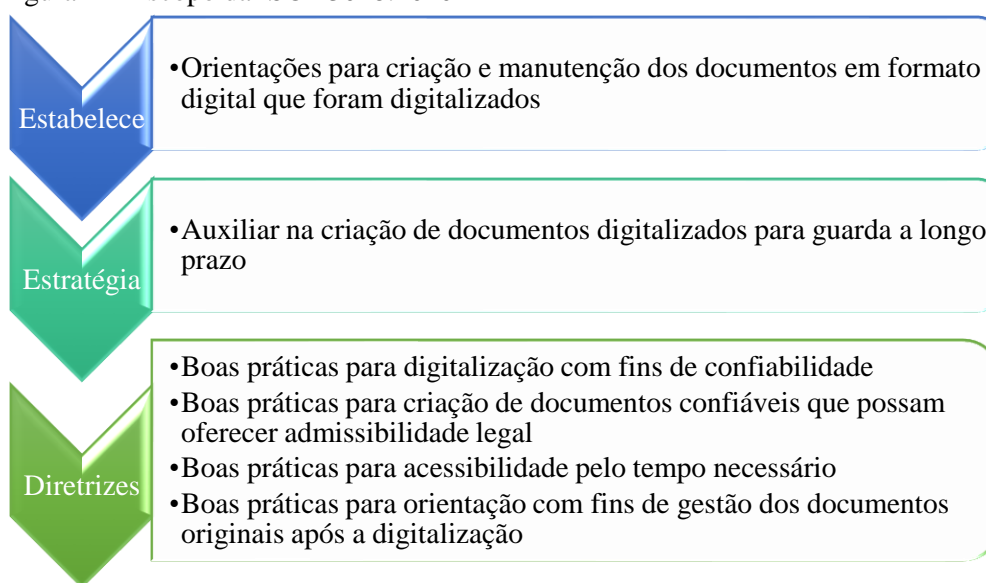 Estabelece
•Orientações para criação e manutenção dos documentos em formato
digital que foram digitalizados
Estratégia
•Auxiliar na criação de documentos digitalizados para guarda a longo
prazo
Diretrizes
•Boas práticas para digitalização com fins de confiabilidade
•Boas práticas para criação de documentos confiáveis que possam
oferecer admissibilidade legal
•Boas práticas para acessibilidade pelo tempo necessário
•Boas práticas para orientação com fins de gestão dos documentos
originais após a digitalização